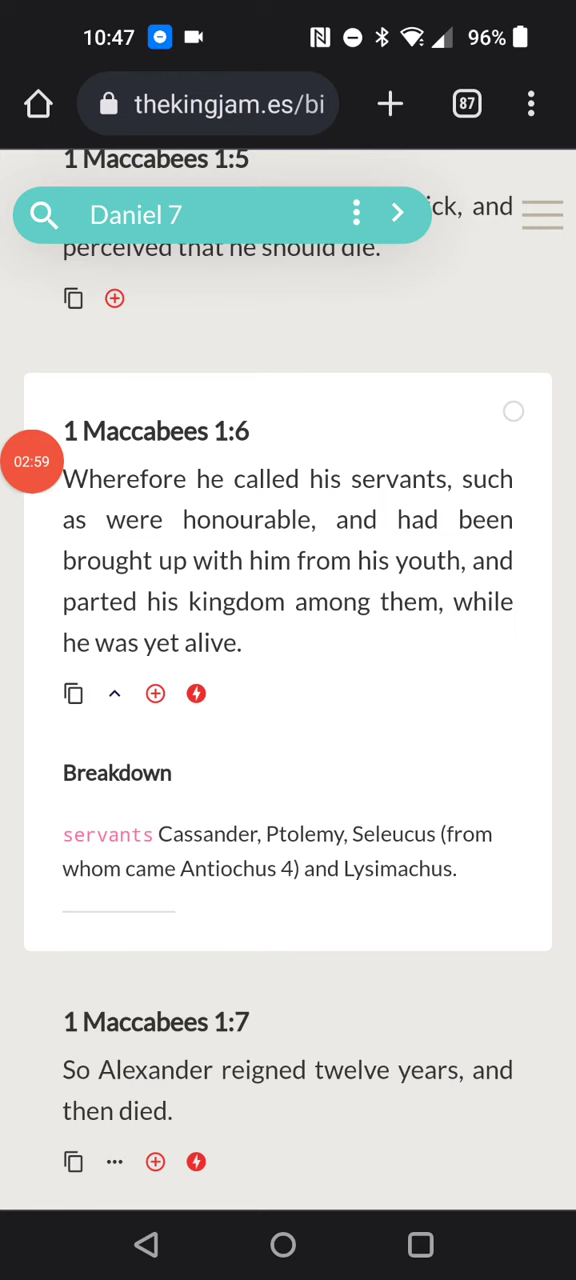 10:47
96%
thekingjam.es/bi
87
1 Maccabees 1:5
Daniel 7
ick, and
perceived that he should die.
1 Maccabees 1:6
02:59
Wherefore he called his servants, such
as were honourable, and had been
brought up with him from his youth, and
parted his kingdom among them, while
he was yet alive.
Breakdown
servants Cassander, Ptolemy, Seleucus (from
whom came Antiochus 4) and Lysimachus.
1 Maccabees 1:7
So Alexander reigned twelve years, and
then died.